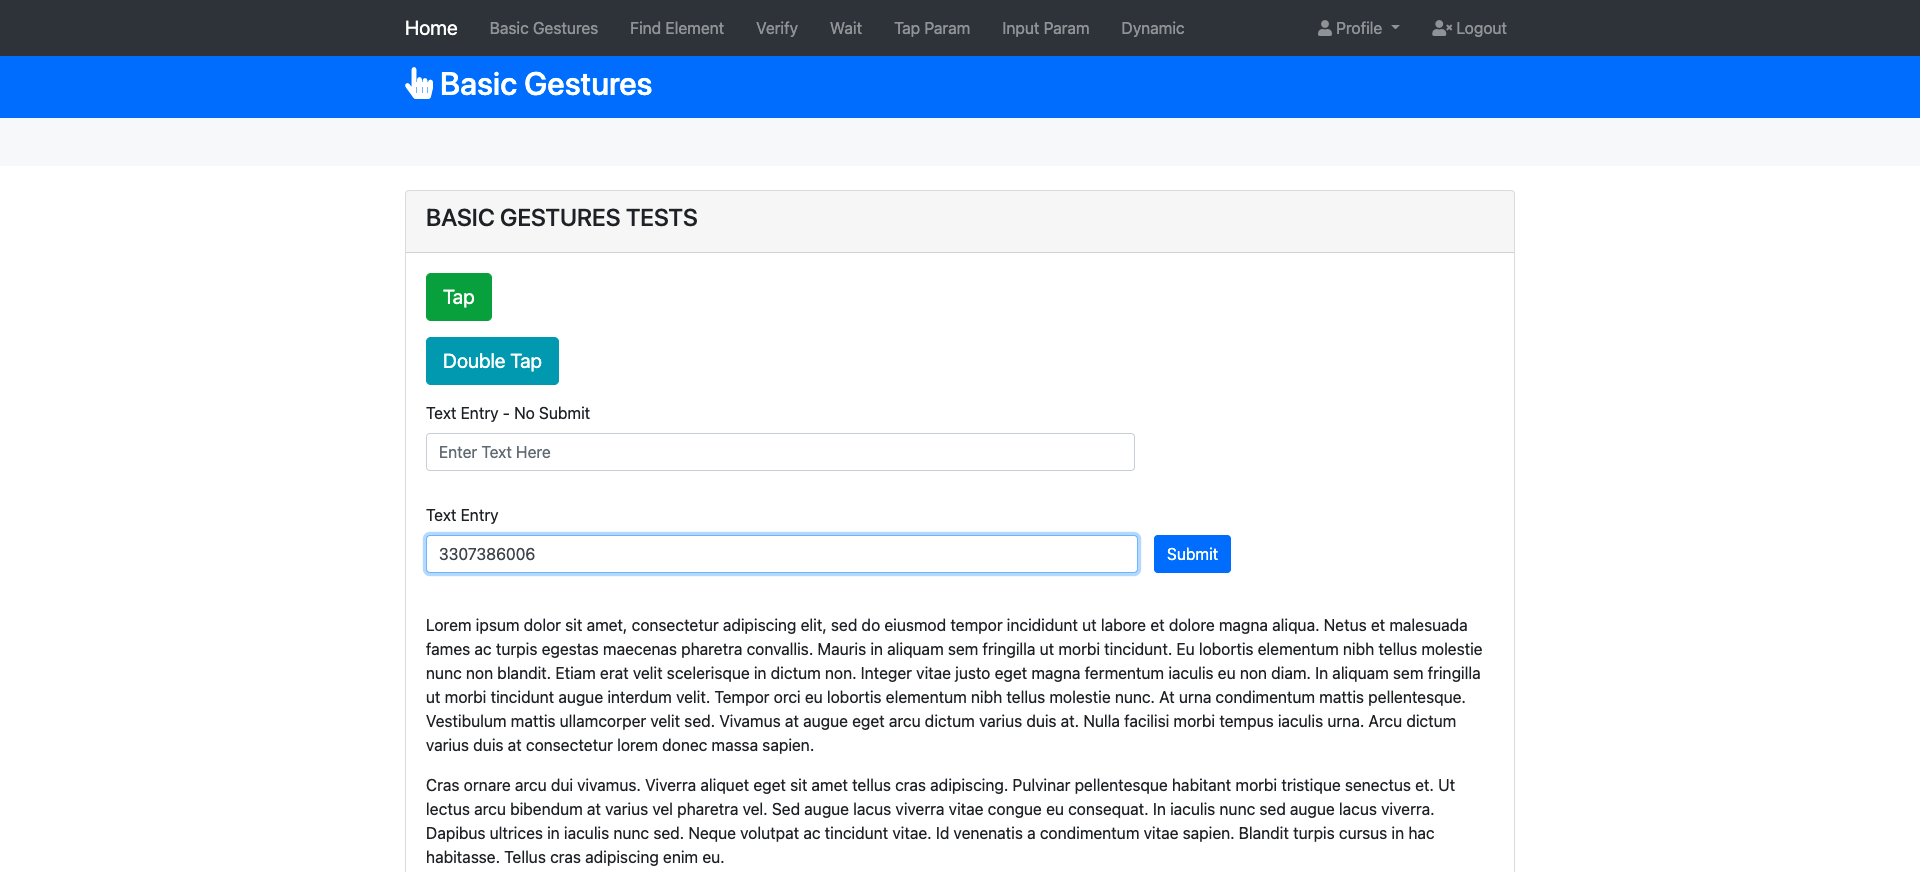 Home Basic Gestures Find Element Verify Wait Tap Param Input Param Dynamic Profile Logout
Basic Gestures
BASIC GESTURES TESTS
Tap
Double Tap
Text Entry - No Submit
Enter Text Here
Text Entry
3307386006 Submit
Lorem ipsum dolor sit amet, consectetur adipiscing elit, sed do eiusmod tempor incididunt ut labore et dolore magna aliqua. Netus et malesuada
fames ac turpis egestas maecenas pharetra convallis. Mauris in aliquam sem fringilla ut morbi tincidunt. Eu lobortis elementum nibh tellus molestie
nunc non blandit. Etiam erat velit scelerisque in dictum non. Integer vitae justo eget magna fermentum iaculis eu non diam. In aliquam sem fringilla
ut morbi tincidunt augue interdum velit. Tempor orci eu lobortis elementum nibh tellus molestie nunc. At urna condimentum mattis pellentesque.
Vestibulum mattis ullamcorper velit sed. Vivamus at augue eget arcu dictum varius duis at. Nulla facilisi morbi tempus iaculis urna. Arcu dictum
varius duis at consectetur lorem donec massa sapien.
Cras ornare arcu dui vivamus. Viverra aliquet eget sit amet tellus cras adipiscing. Pulvinar pellentesque habitant morbi tristique senectus et. Ut
lectus arcu bibendum at varius vel pharetra vel. Sed augue lacus viverra vitae congue eu consequat. In iaculis nunc sed augue lacus viverra.
Dapibus ultrices in iaculis nunc sed. Neque volutpat ac tincidunt vitae. Id venenatis a condimentum vitae sapien. Blandit turpis cursus in hac
habitasse. Tellus cras adipiscing enim eu.